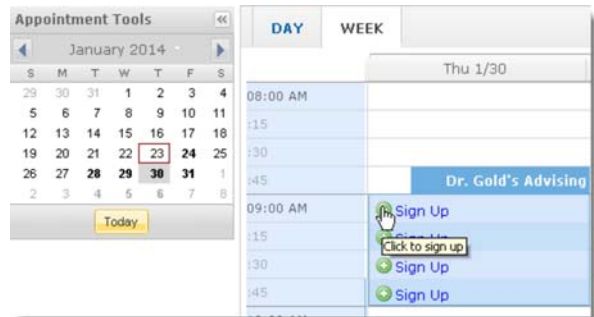 Appointment Tools
January 2014
S M T W T F S
29 30 31 1 2 3 4
5 6 7 8 9 10 11
12 13 14 15 16 17 18
19 20 21 22 23 24 25
26 27 28 29 30 31 1
2 3 4 5 6 7 8
Today
DAY WEEK
Thu 1/30
08:00 AM
:15
:30
:45 Dr. Gold's Advising
09:00 AM Sign Up
:15
Click to sign up
:30 Sign Up
:45 Sign Up